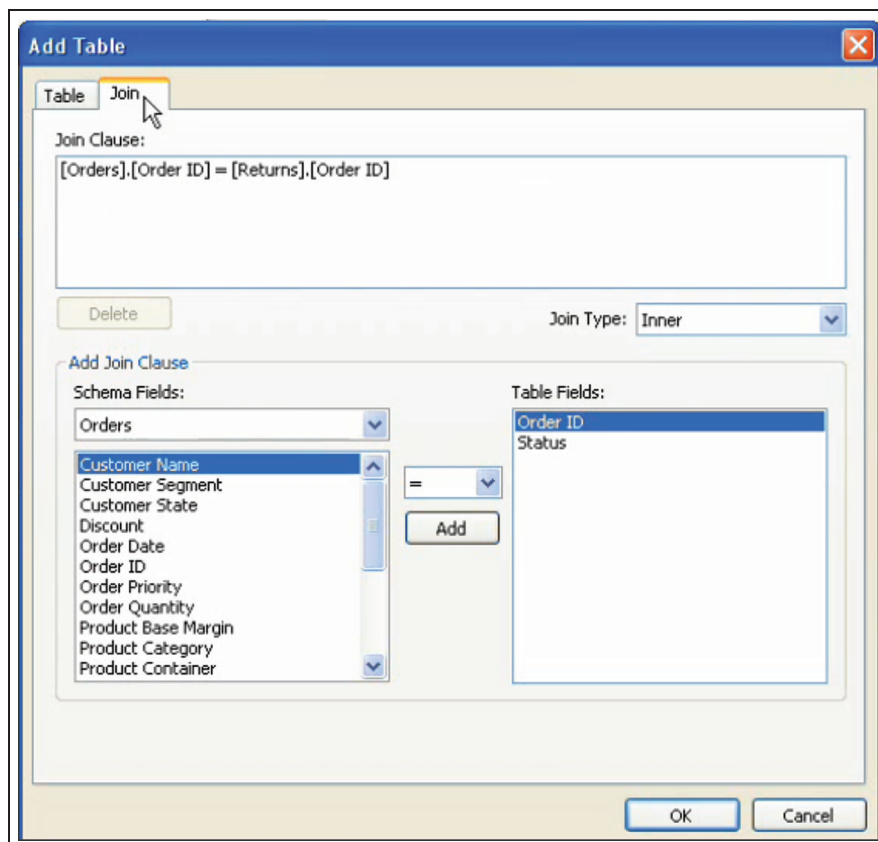 Add Table
Table Join
Join Clause:
[Orders].[Order ID] = [Returns].[Order ID]
Delete
Join Type: Inner
Add Join Clause
Schema Fields:
Orders
Customer Name
Customer Segment
Customer State
Discount
Order Date
Order ID
Order Priority
Order Quantity
Product Base Margin
Product Category
Product Container
=
Add
Table Fields:
Order ID
Status
OK Cancel